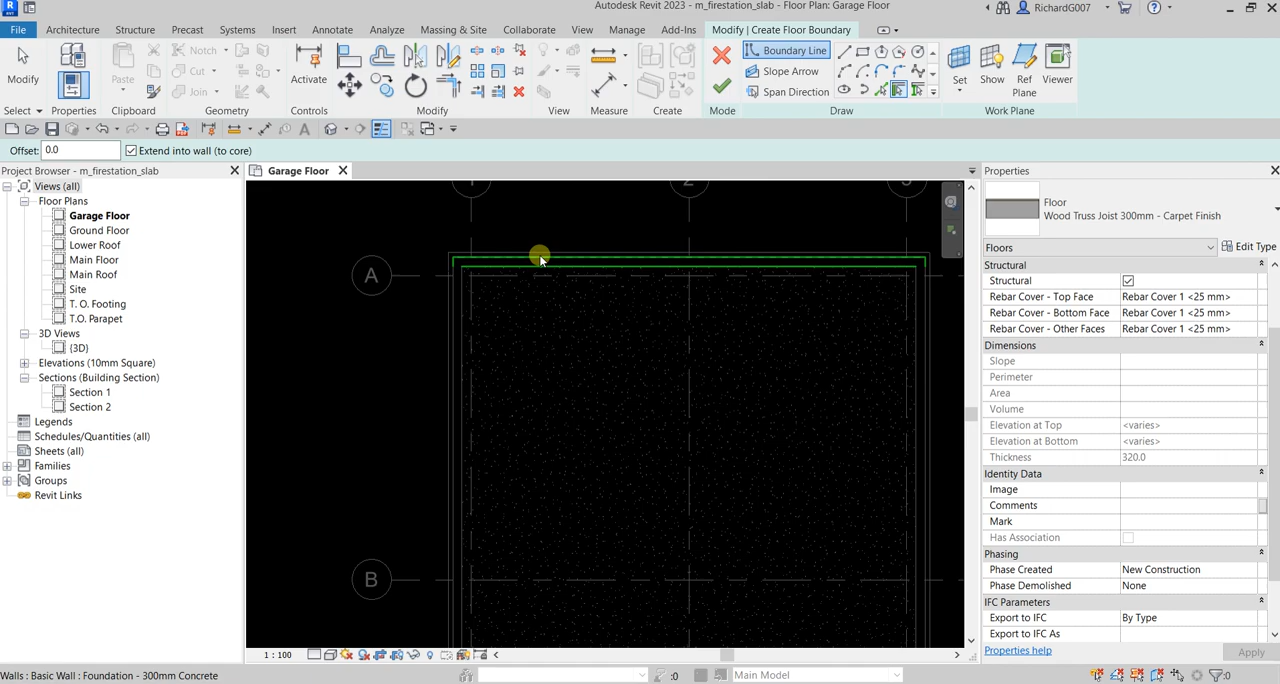 Autodesk Revit 2023 - m_firestation_slab - Floor Plan: Garage Floor
RichardG007
File Architecture Structure Precast Systems Insert Annotate Analyze Massing & Site Collaborate View Manage Add-Ins Modify | Create Floor Boundary
Modify
Paste
Notch
Cut
Join
Activate
Boundary Line
Slope Arrow
Span Direction
Set Show Ref Plane Viewer
Select Properties Clipboard Geometry Controls Modify View Measure Create Mode Draw Work Plane
Offset: 0.0 Extend into wall (to core)
Project Browser - m_firestation_slab
Views (all)
Floor Plans
Garage Floor
Ground Floor
Lower Roof
Main Floor
Main Roof
Site
T. O. Footing
T.O. Parapet
3D Views
{3D}
Elevations (10mm Square)
Sections (Building Section)
Section 1
Section 2
Legends
Schedules/Quantities (all)
Sheets (all)
Families
Groups
Revit Links
Garage Floor
A
B
1 : 100
Properties
Floor
Wood Truss Joist 300mm - Carpet Finish
Floors Edit Type
Structural
Structural
Rebar Cover - Top Face Rebar Cover 1 <25 mm>
Rebar Cover - Bottom Face Rebar Cover 1 <25 mm>
Rebar Cover - Other Faces Rebar Cover 1 <25 mm>
Dimensions
Slope
Perimeter
Area
Volume
Elevation at Top <varies>
Elevation at Bottom <varies>
Thickness 320.0
Identity Data
Image
Comments
Mark
Has Association
Phasing
Phase Created New Construction
Phase Demolished None
IFC Parameters
Export to IFC By Type
Export to IFC As
Properties help Apply
Walls : Basic Wall : Foundation - 300mm Concrete :0 Main Model :0